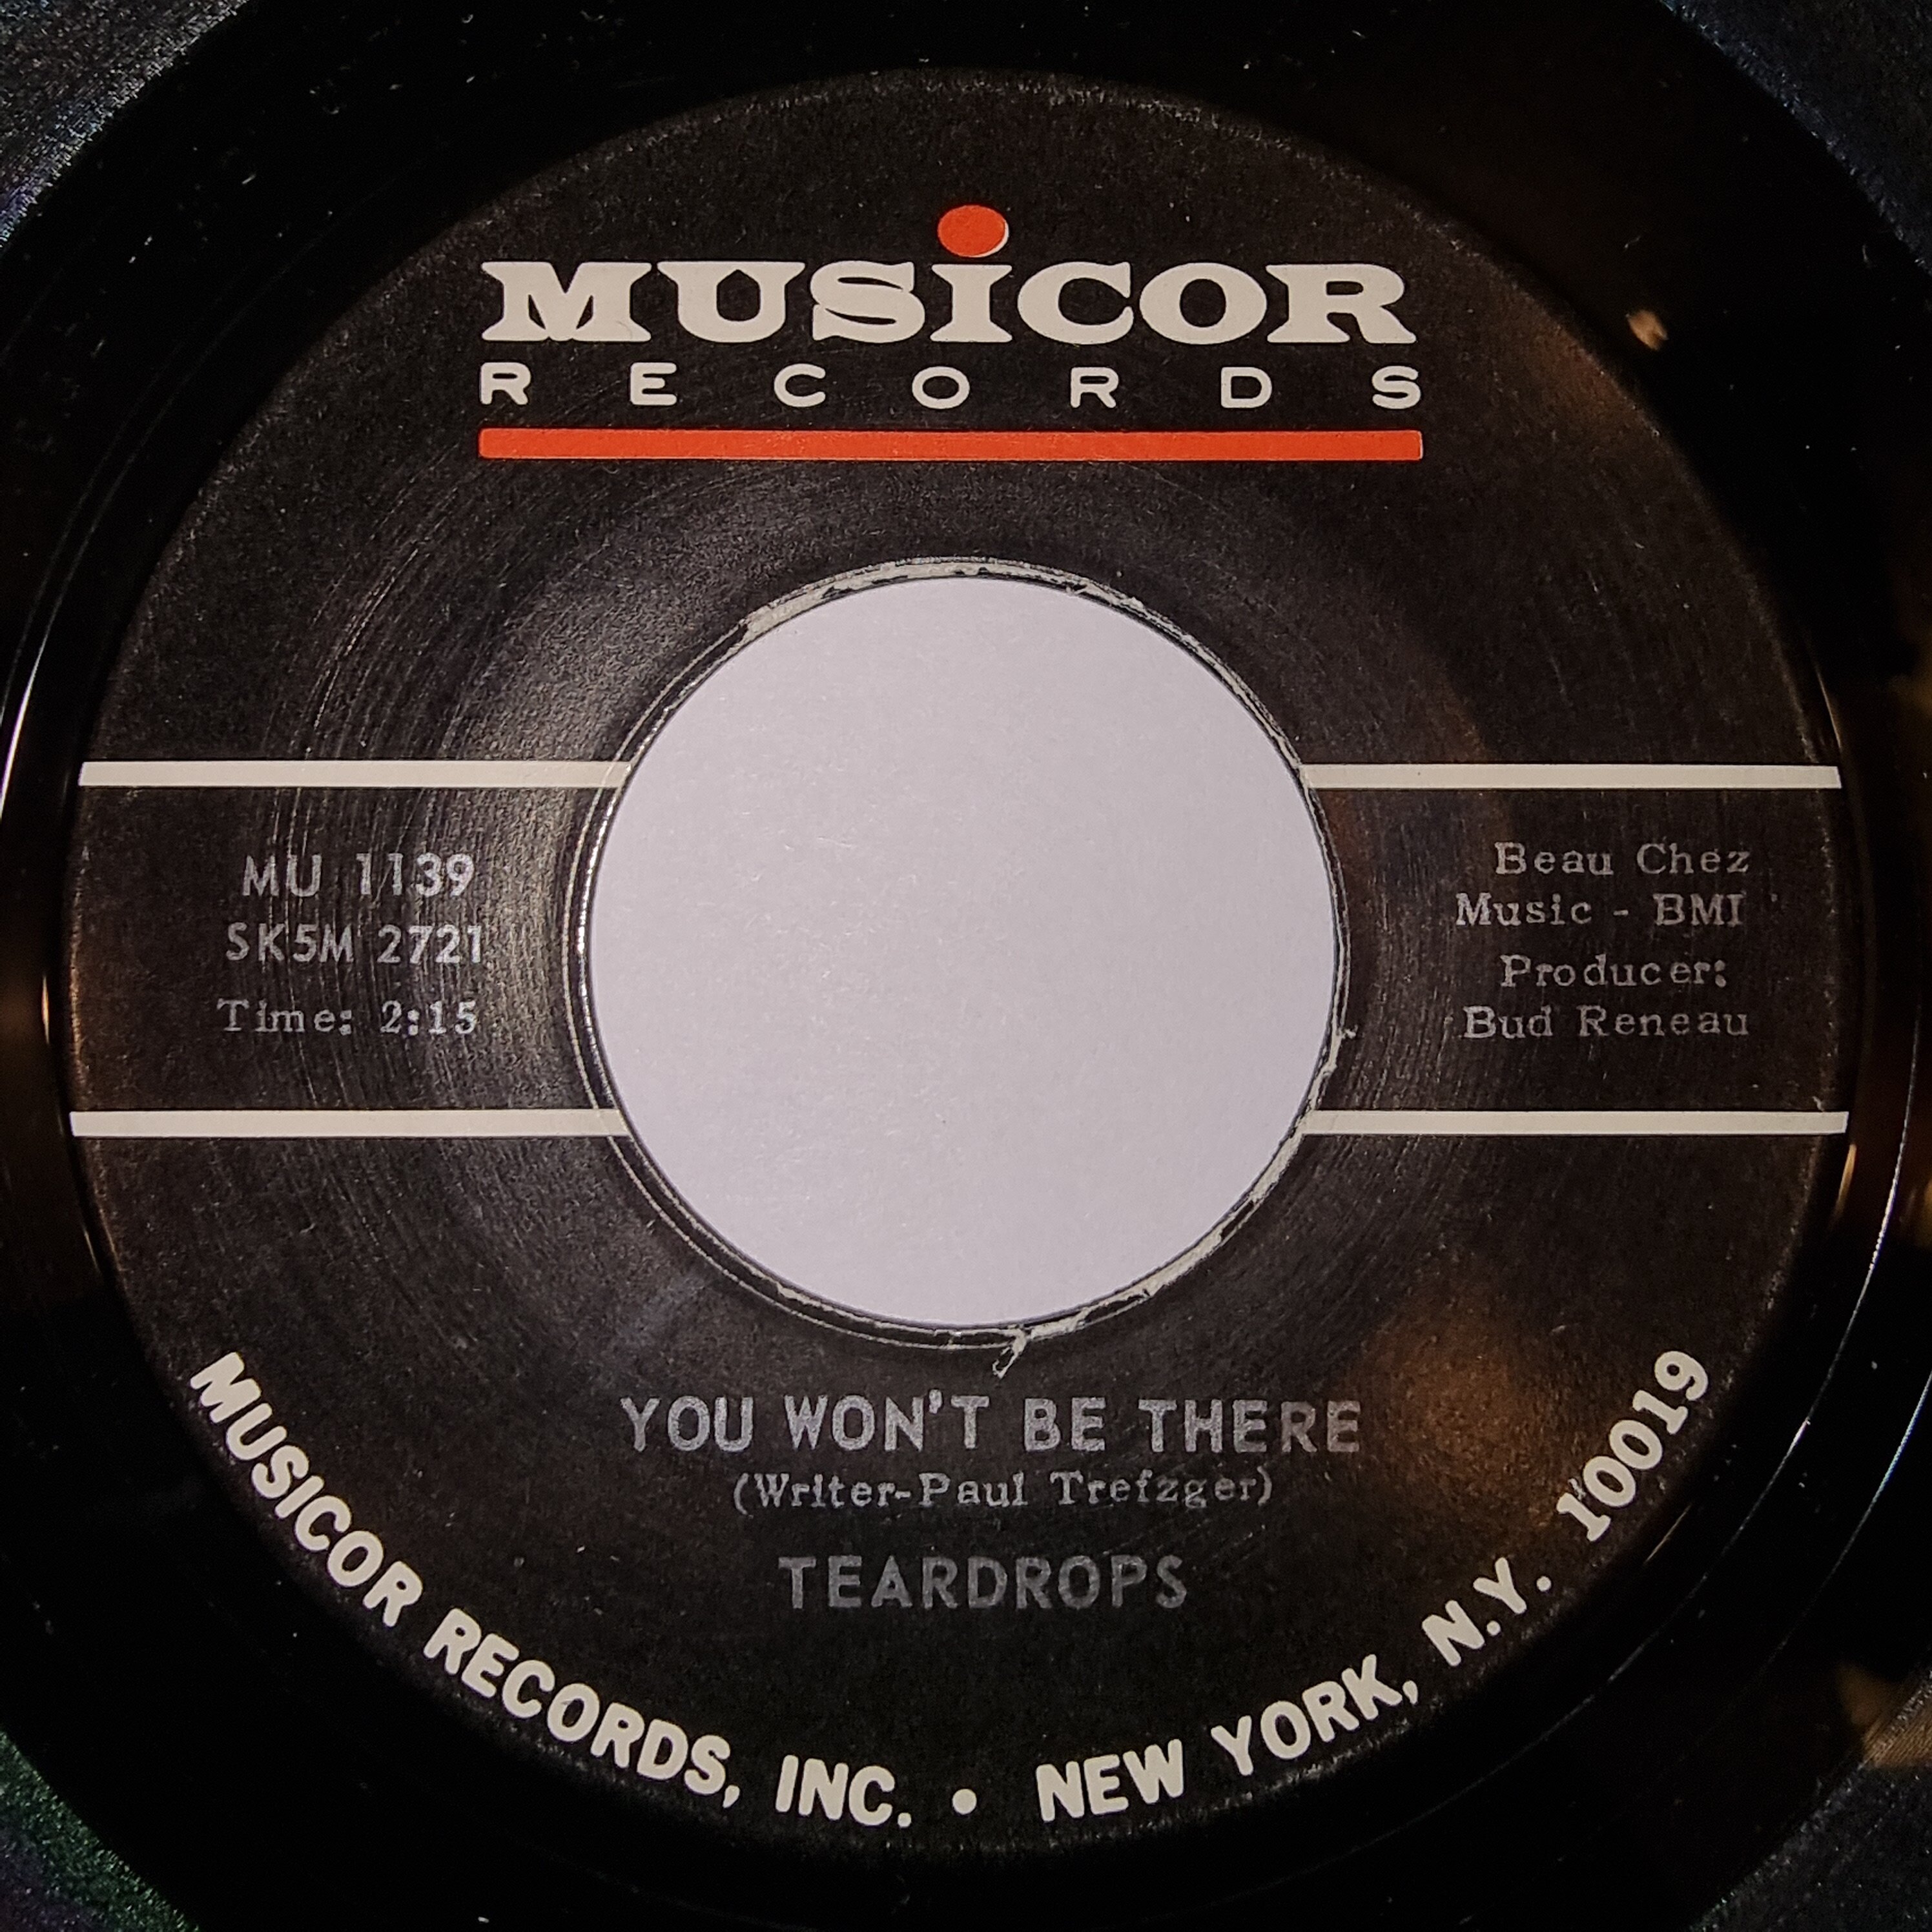 MUSiCOR
RECORDS
MU 1139
SK5M 2721
Time: 2:15
Beau Chez
Music - BMI
Producer:
Bud Reneau
YOU WON'T BE THERE
(Writer-Paul Trefzger)
TEARDROPS
MUSICOR RECORDS, INC. • NEW YORK, N.Y. 10019